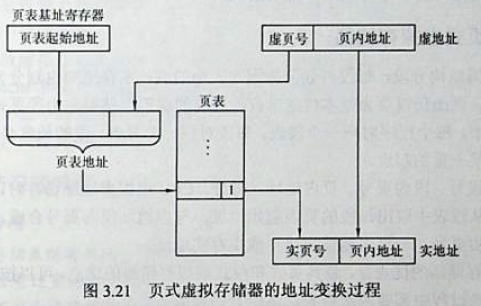 页表基址寄存器
页表起始地址
虚页号 页内地址 虚地址
页表
页表地址
1
实页号 页内地址 实地址
图 3.21 页式虚拟存储器的地址变换过程